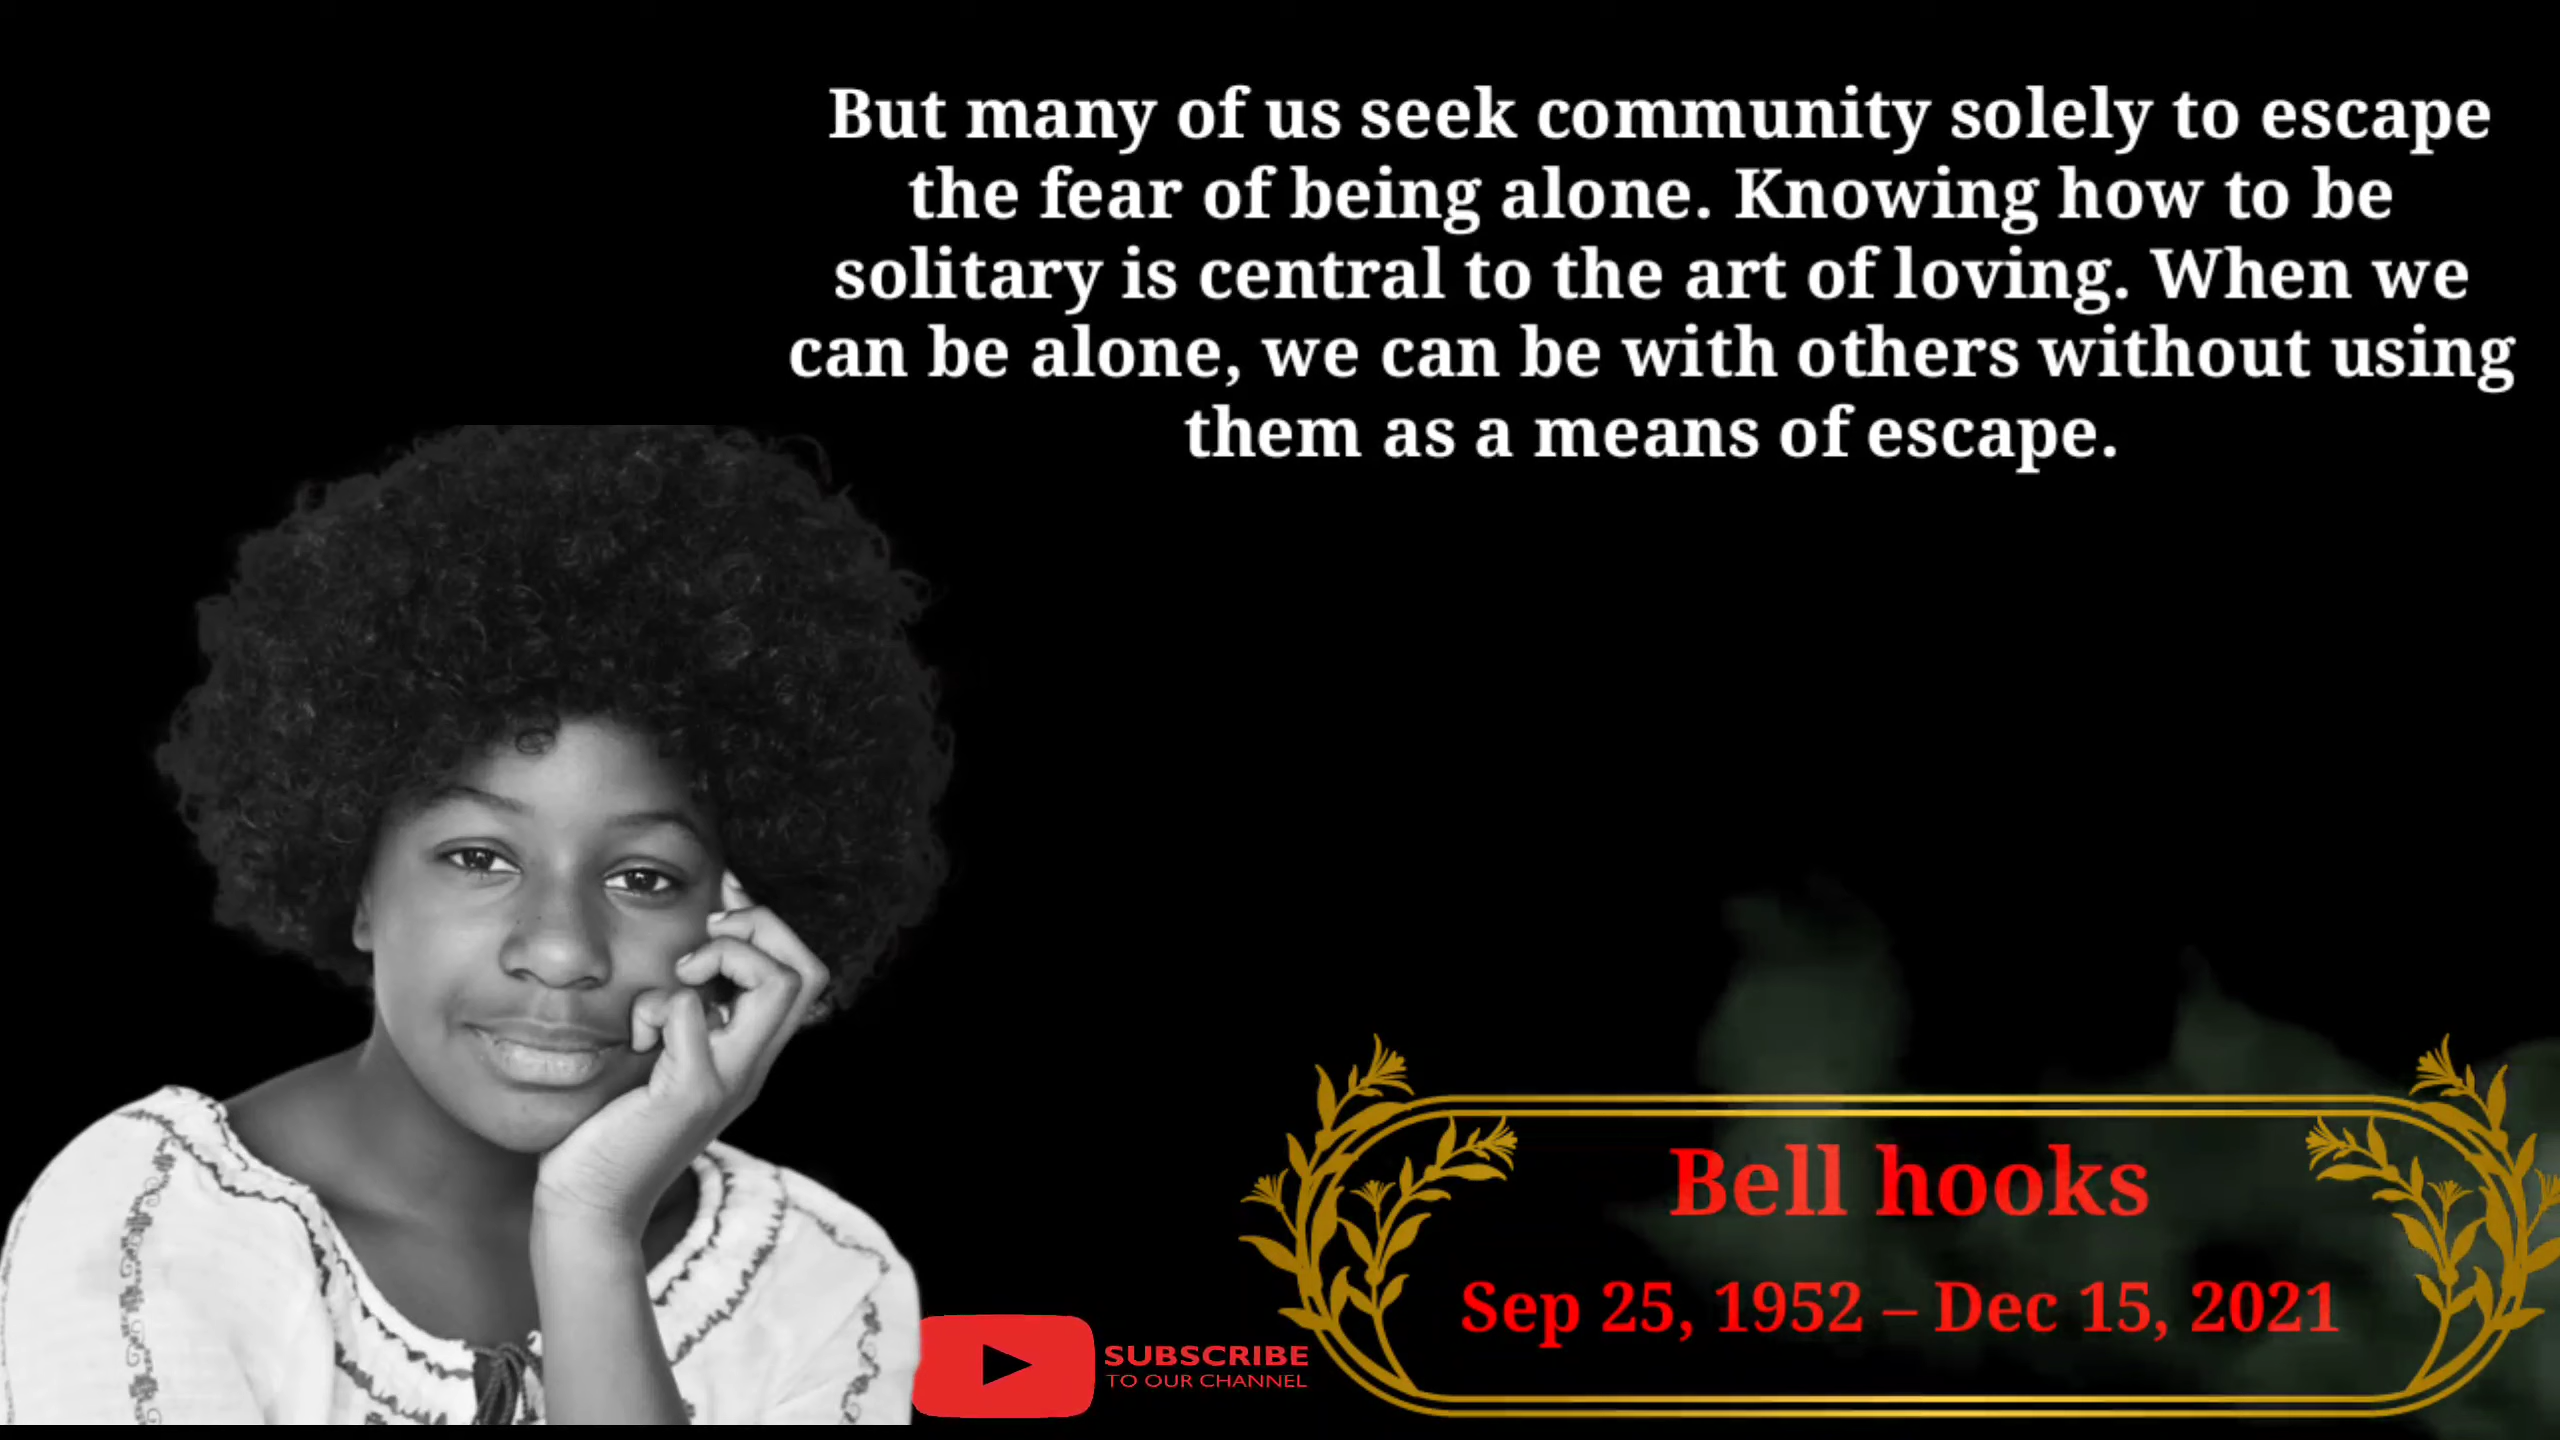 But many of us seek community solely to escape
the fear of being alone. Knowing how to be
solitary is central to the art of loving. When we
can be alone, we can be with others without using
them as a means of escape.
Bell hooks
Sep 25, 1952 – Dec 15, 2021
SUBSCRIBE
TO OUR CHANNEL